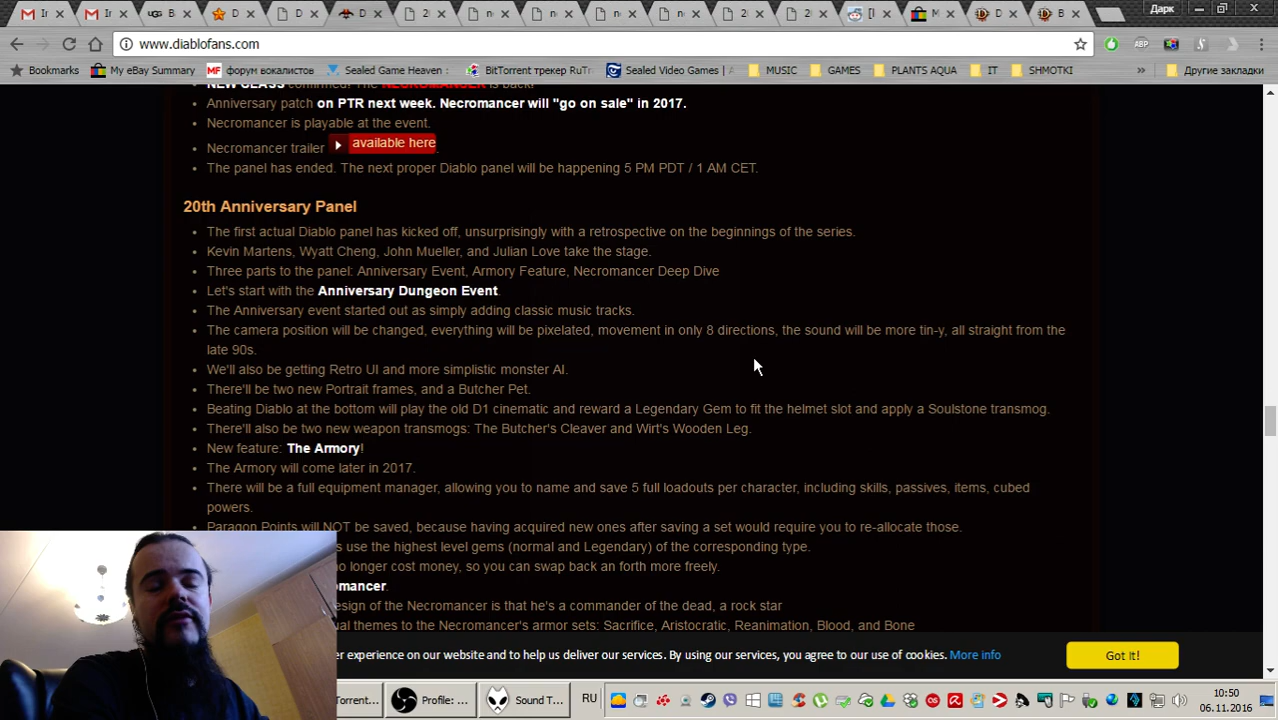 Дарк
www.diablofans.com
ABP
Bookmarks My eBay Summary форум вокалистов Sealed Game Heaven : BitTorrent трекер RuTr Sealed Video Games | MUSIC GAMES PLANTS AQUA IT SHMOTKI » Другие закладки
NEW CLASS confirmed! The NECROMANCER is back!
Anniversary patch on PTR next week. Necromancer will "go on sale" in 2017.
Necromancer is playable at the event.
Necromancer trailer available here.
The panel has ended. The next proper Diablo panel will be happening 5 PM PDT / 1 AM CET.
20th Anniversary Panel
The first actual Diablo panel has kicked off, unsurprisingly with a retrospective on the beginnings of the series.
Kevin Martens, Wyatt Cheng, John Mueller, and Julian Love take the stage.
Three parts to the panel: Anniversary Event, Armory Feature, Necromancer Deep Dive
Let's start with the Anniversary Dungeon Event.
The Anniversary event started out as simply adding classic music tracks.
The camera position will be changed, everything will be pixelated, movement in only 8 directions, the sound will be more tin-y, all straight from the
late 90s.
We'll also be getting Retro UI and more simplistic monster AI.
There'll be two new Portrait frames, and a Butcher Pet.
Beating Diablo at the bottom will play the old D1 cinematic and reward a Legendary Gem to fit the helmet slot and apply a Soulstone transmog.
There'll also be two new weapon transmogs: The Butcher's Cleaver and Wirt's Wooden Leg.
New feature: The Armory!
The Armory will come later in 2017.
There will be a full equipment manager, allowing you to name and save 5 full loadouts per character, including skills, passives, items, cubed
powers.
Paragon Points will NOT be saved, because having acquired new ones after saving a set would require you to re-allocate those.
use the highest level gems (normal and Legendary) of the corresponding type.
no longer cost money, so you can swap back an forth more freely.
omancer.
esign of the Necromancer is that he's a commander of the dead, a rock star
ual themes to the Necromancer's armor sets: Sacrifice, Aristocratic, Reanimation, Blood, and Bone
er experience on our website and to help us deliver our services. By using our services, you agree to our use of cookies. More info Got it!
Torrent... Profile: ... Sound T... RU 10:50
06.11.2016